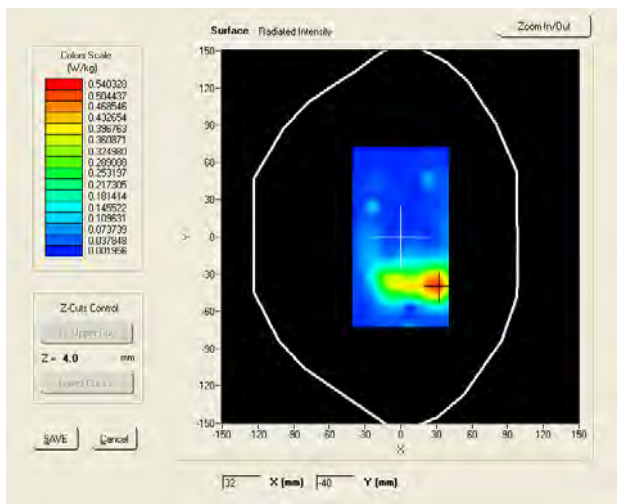 Surface Radiated Intensity
Zoom In/Out
Colors Scale
(W/kg)
0.540328
0.504437
0.468546
0.432654
0.396763
0.360871
0.324980
0.289088
0.253197
0.217305
0.181414
0.145522
0.109631
0.073739
0.037848
0.001956
150
120
90
60
30
0
-30
-60
-90
-120
-150
Y
-150 -120 -90 -60 -30 0 30 60 90 120 150
X
Z-Cuts Control
Z = 4.0 mm
SAVE Cancel
32 X (mm) -40 Y (mm)